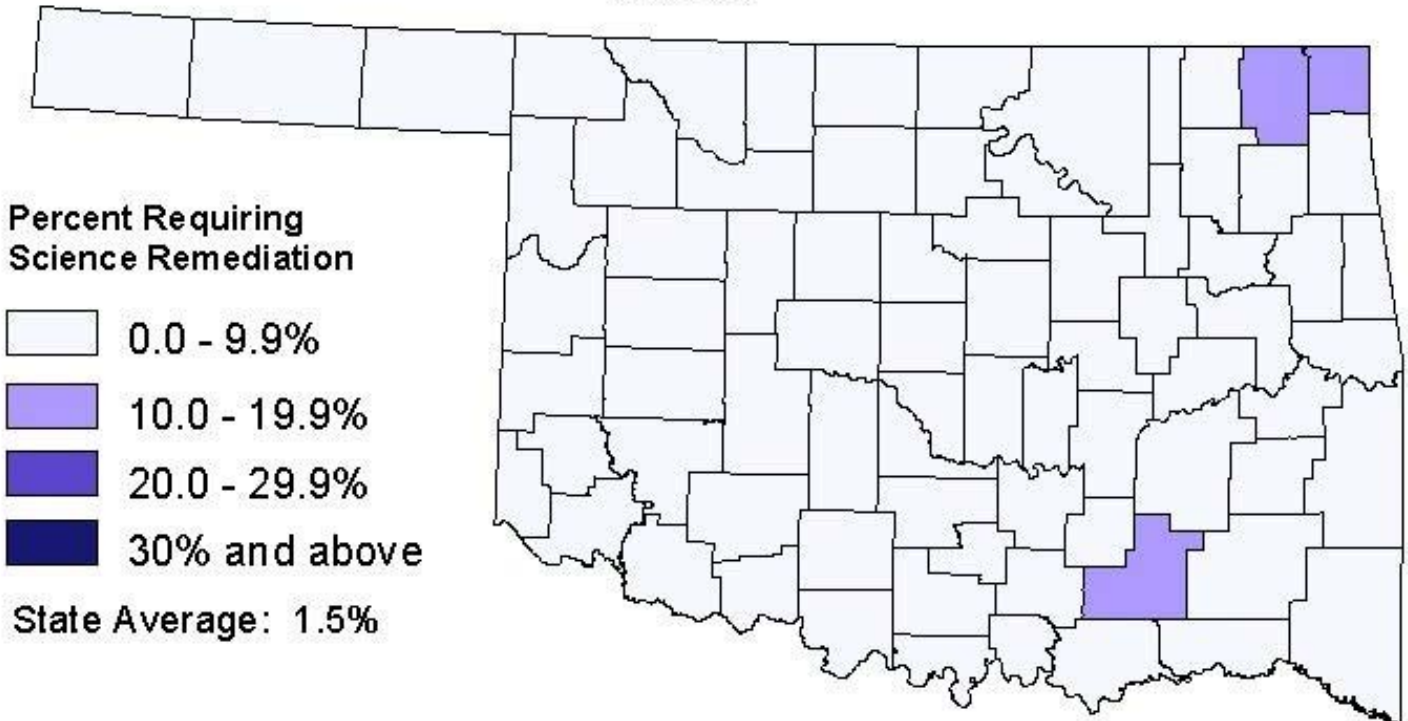 Percent Requiring
Science Remediation
0.0 - 9.9%
10.0 - 19.9%
20.0 - 29.9%
30% and above
State Average: 1.5%